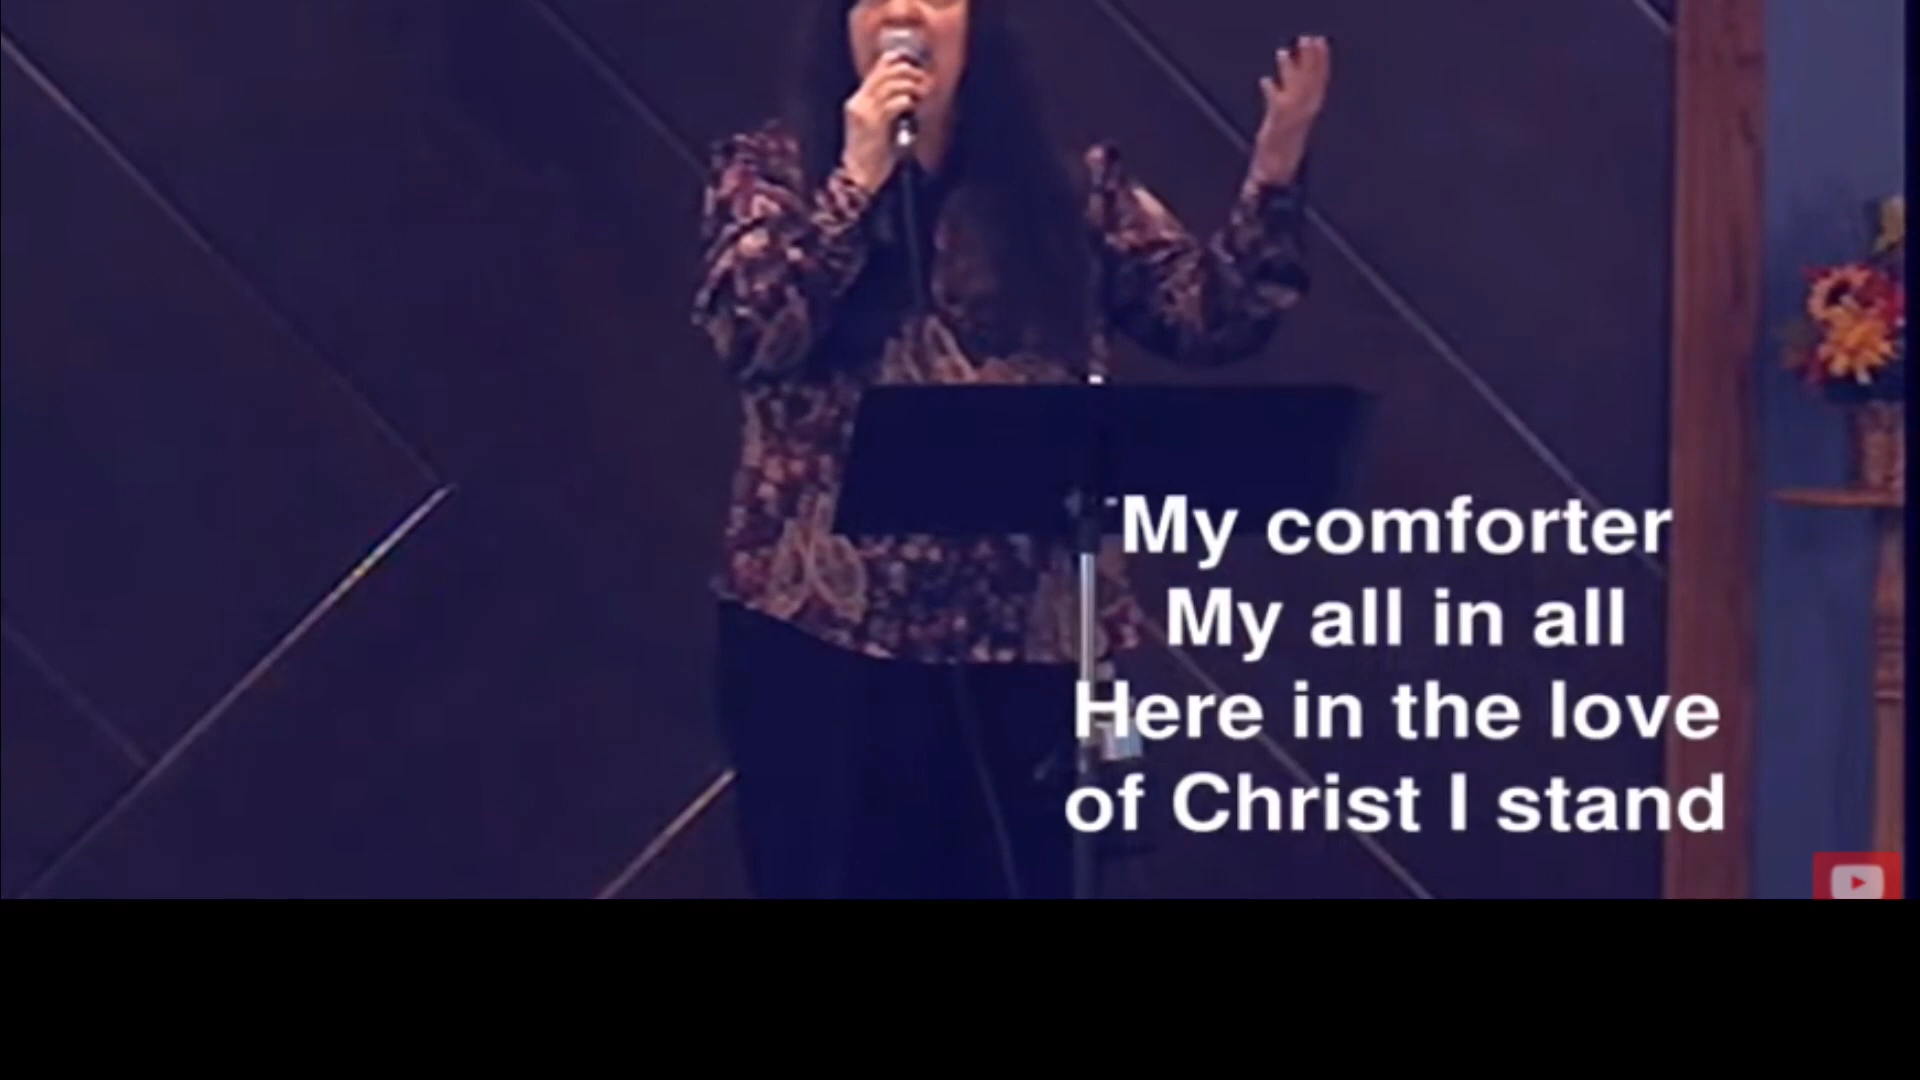 My comforter
My all in all
Here in the love
of Christ I stand